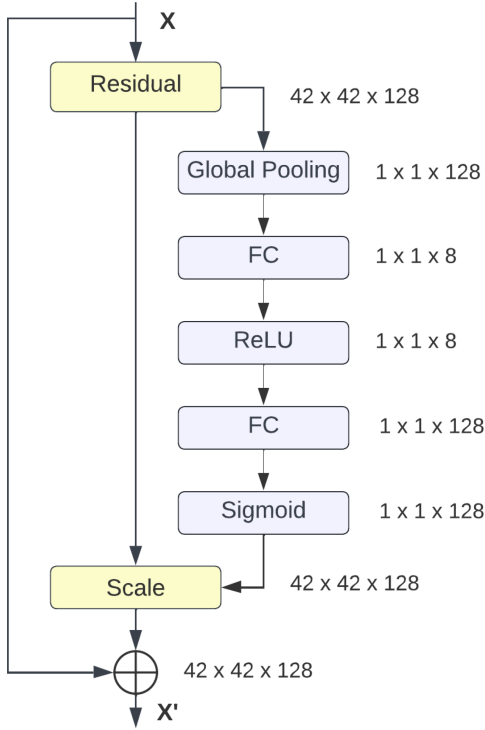 X
Residual
42 x 42 x 128
Global Pooling
1 x 1 x 128
FC
1 x 1 x 8
ReLU
1 x 1 x 8
FC
1 x 1 x 128
Sigmoid
1 x 1 x 128
Scale
42 x 42 x 128
42 x 42 x 128
X'